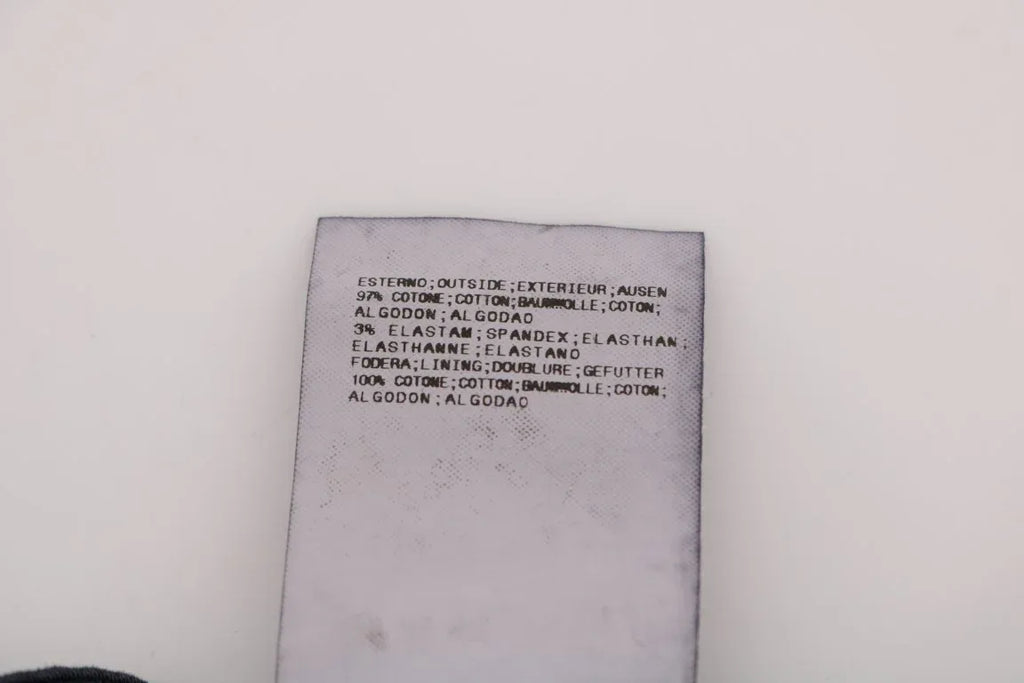 ESTERNO;OUTSIDE;EXTERIEUR;AUSEN
97% COTONE;COTTON;BAUMWOLLE;COTON;
ALGODON;ALGODAO
3% ELASTAM;SPANDEX;ELASTHAN;
ELASTHANNE;ELASTANO
FODERA;LINING;DOUBLURE;GEFUTTER
100% COTONE;COTTON;BAUMWOLLE;COTON;
ALGODON;ALGODAO